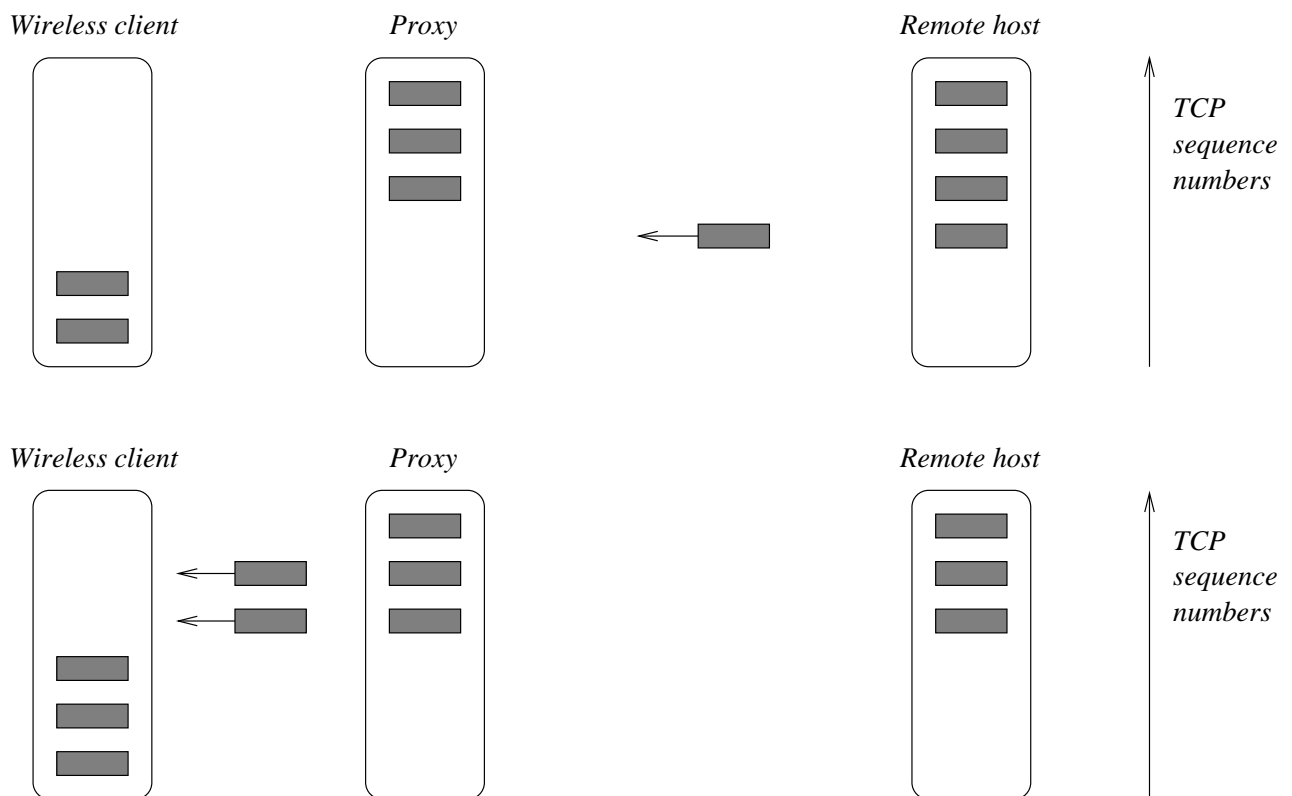 Wireless client
Proxy
Remote host
TCP
sequence
numbers
Wireless client
Proxy
Remote host
TCP
sequence
numbers